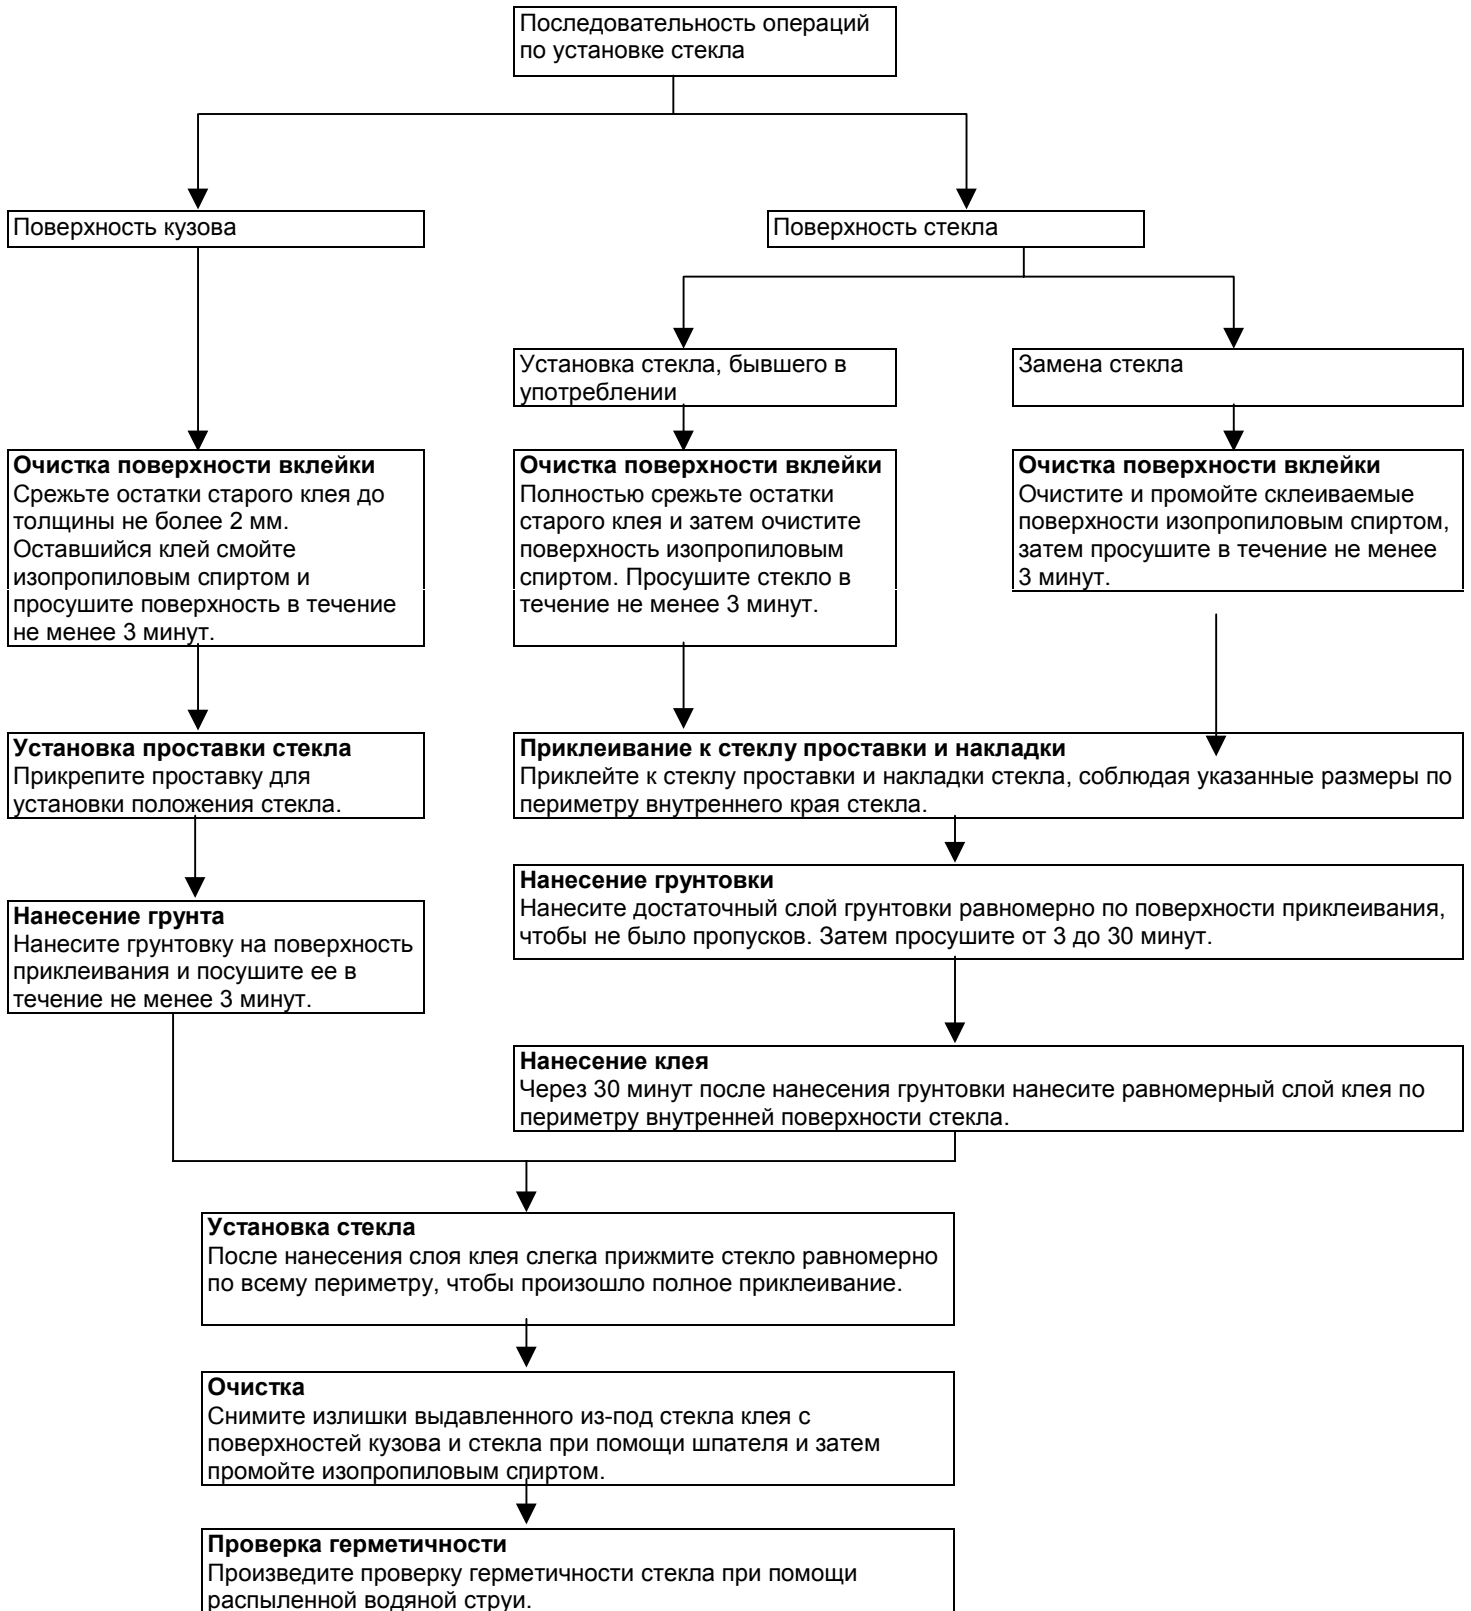 Последовательность операций
по установке стекла
Поверхность кузова
Поверхность стекла
Установка стекла, бывшего в
употреблении
Замена стекла
Очистка поверхности вклейки
Срежьте остатки старого клея до
толщины не более 2 мм.
Оставшийся клей смойте
изопропиловым спиртом и
просушите поверхность в течение
не менее 3 минут.
Очистка поверхности вклейки
Полностью срежьте остатки
старого клея и затем очистите
поверхность изопропиловым
спиртом. Просушите стекло в
течение не менее 3 минут.
Очистка поверхности вклейки
Очистите и промойте склеиваемые
поверхности изопропиловым спиртом,
затем просушите в течение не менее
3 минут.
Установка проставки стекла
Прикрепите проставку для
установки положения стекла.
Приклеивание к стеклу проставки и накладки
Приклейте к стеклу проставки и накладки стекла, соблюдая указанные размеры по
периметру внутреннего края стекла.
Нанесение грунтовки
Нанесите достаточный слой грунтовки равномерно по поверхности приклеивания,
чтобы не было пропусков. Затем просушите от 3 до 30 минут.
Нанесение грунта
Нанесите грунтовку на поверхность
приклеивания и посушите ее в
течение не менее 3 минут.
Нанесение клея
Через 30 минут после нанесения грунтовки нанесите равномерный слой клея по
периметру внутренней поверхности стекла.
Установка стекла
После нанесения слоя клея слегка прижмите стекло равномерно
по всему периметру, чтобы произошло полное приклеивание.
Очистка
Снимите излишки выдавленного из-под стекла клея с
поверхностей кузова и стекла при помощи шпателя и затем
промойте изопропиловым спиртом.
Проверка герметичности
Произведите проверку герметичности стекла при помощи
распыленной водяной струи.